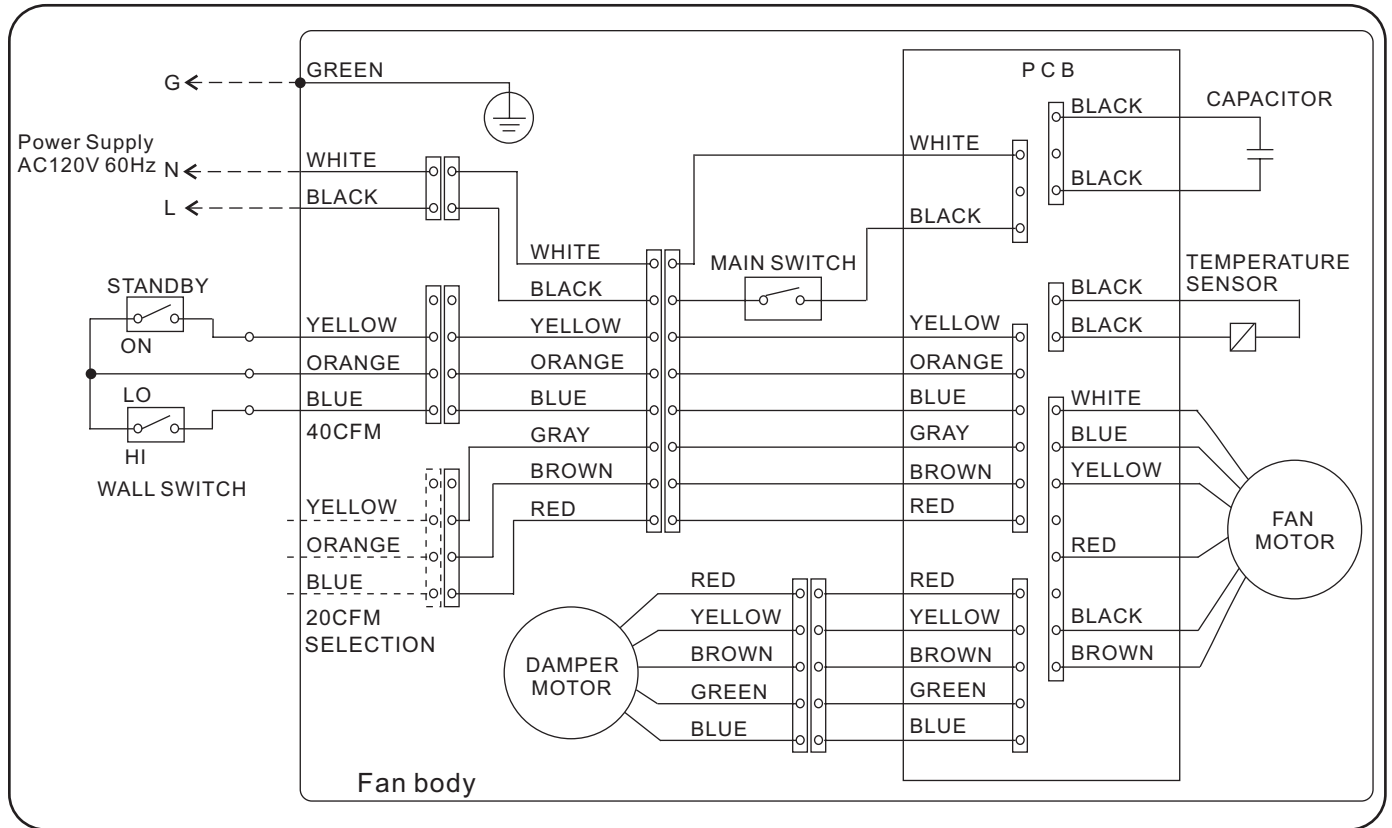 GREEN
G
Power Supply
AC120V 60Hz
N
WHITE
L
BLACK
STANDBY
ON
YELLOW
ORANGE
LO
BLUE
40CFM
HI
WALL SWITCH
YELLOW
ORANGE
BLUE
20CFM
SELECTION
WHITE
BLACK
YELLOW
ORANGE
BLUE
GRAY
BROWN
RED
MAIN SWITCH
DAMPER
MOTOR
RED
YELLOW
BROWN
GREEN
BLUE
PCB
WHITE
BLACK
YELLOW
ORANGE
BLUE
GRAY
BROWN
RED
RED
YELLOW
BROWN
GREEN
BLUE
BLACK
BLACK
CAPACITOR
BLACK
BLACK
TEMPERATURE
SENSOR
WHITE
BLUE
YELLOW
RED
BLACK
BROWN
FAN
MOTOR
Fan body